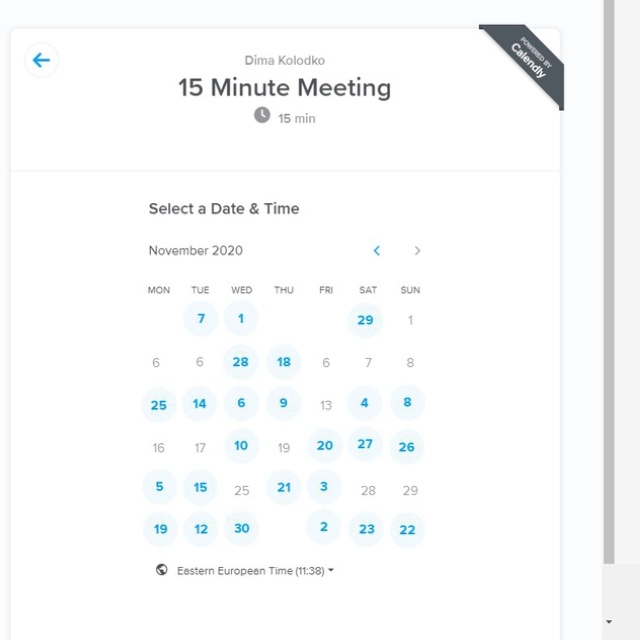 POWERED BY
Calendly
Dima Kolodko
15 Minute Meeting
15 min
Select a Date & Time
November 2020
MON TUE WED THU FRI SAT SUN
7 1 29 1
6 6 28 18 6 7 8
25 14 6 9 13 4 8
16 17 10 19 20 27 26
5 15 25 21 3 28 29
19 12 30 2 23 22
Eastern European Time (11:38)